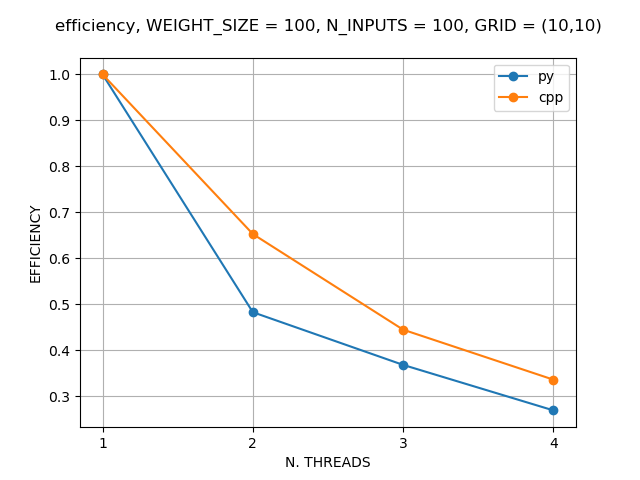 efficiency, WEIGHT_SIZE = 100, N_INPUTS = 100, GRID = (10,10)
py
cpp
1.0
0.9
0.8
0.7
0.6
0.5
0.4
0.3
EFFICIENCY
1 2 3 4
N. THREADS